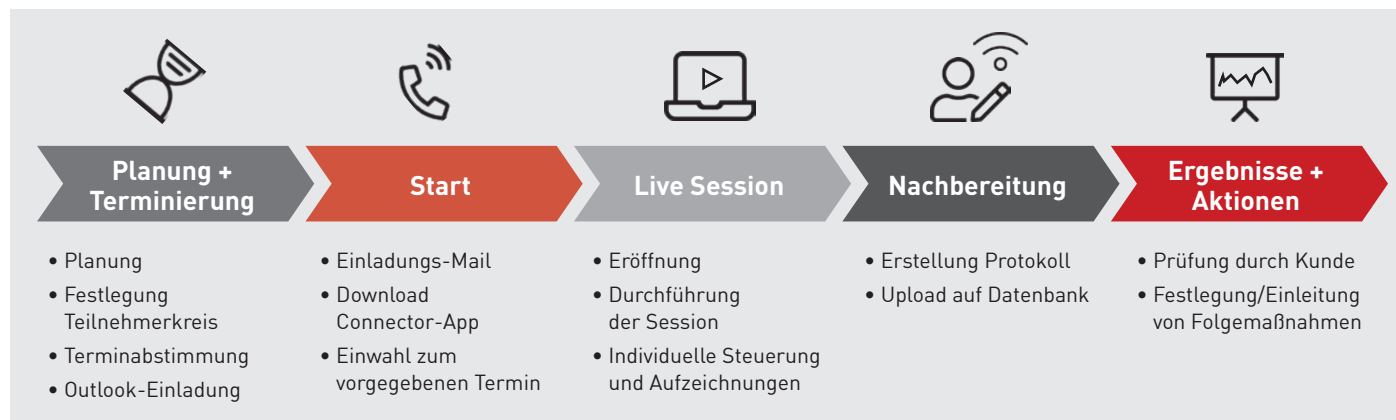 Planung +
Terminierung
Start
Live Session
Nachbereitung
Ergebnisse +
Aktionen
• Planung
• Festlegung
Teilnehmerkreis
• Terminabstimmung
• Outlook-Einladung
• Einladungs-Mail
• Download
Connector-App
• Einwahl zum
vorgegebenen Termin
• Eröffnung
• Durchführung
der Session
• Individuelle Steuerung
und Aufzeichnungen
• Erstellung Protokoll
• Upload auf Datenbank
• Prüfung durch Kunde
• Festlegung/Einleitung
von Folgemaßnahmen